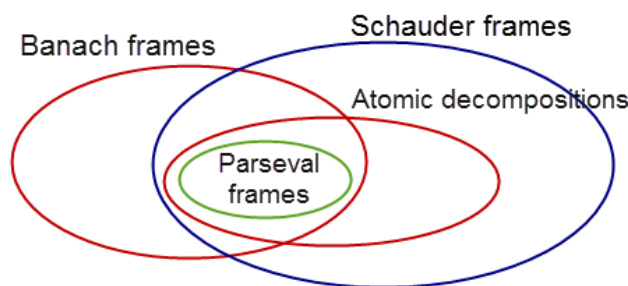 Schauder frames
Banach frames
Atomic decompositions
Parseval
frames